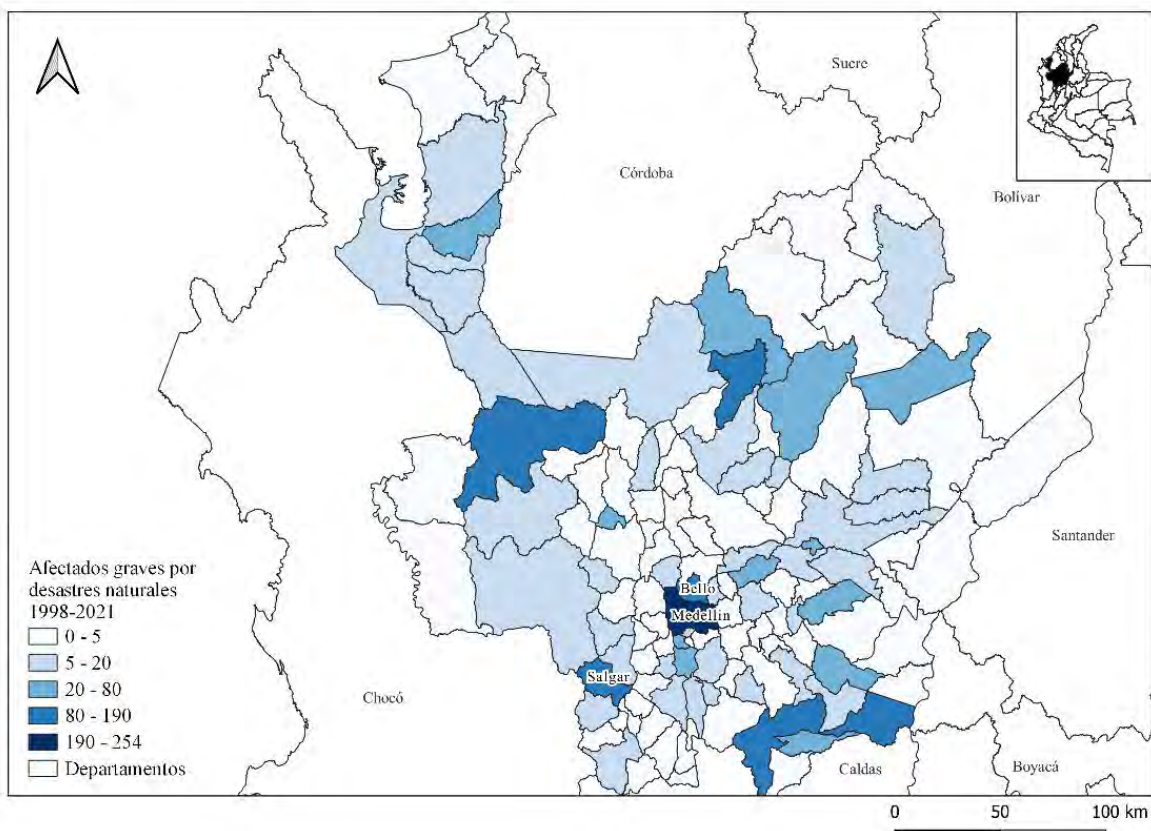 Sucre
Córdoba
Bolívar
Santander
Afectados graves por
desastres naturales
1998-2021
0 - 5
5 - 20
20 - 80
80 - 190
190 - 254
Departamentos
Bello
Medellín
Salgar
Chocó
Caldas
Boyacá
0 50 100 km